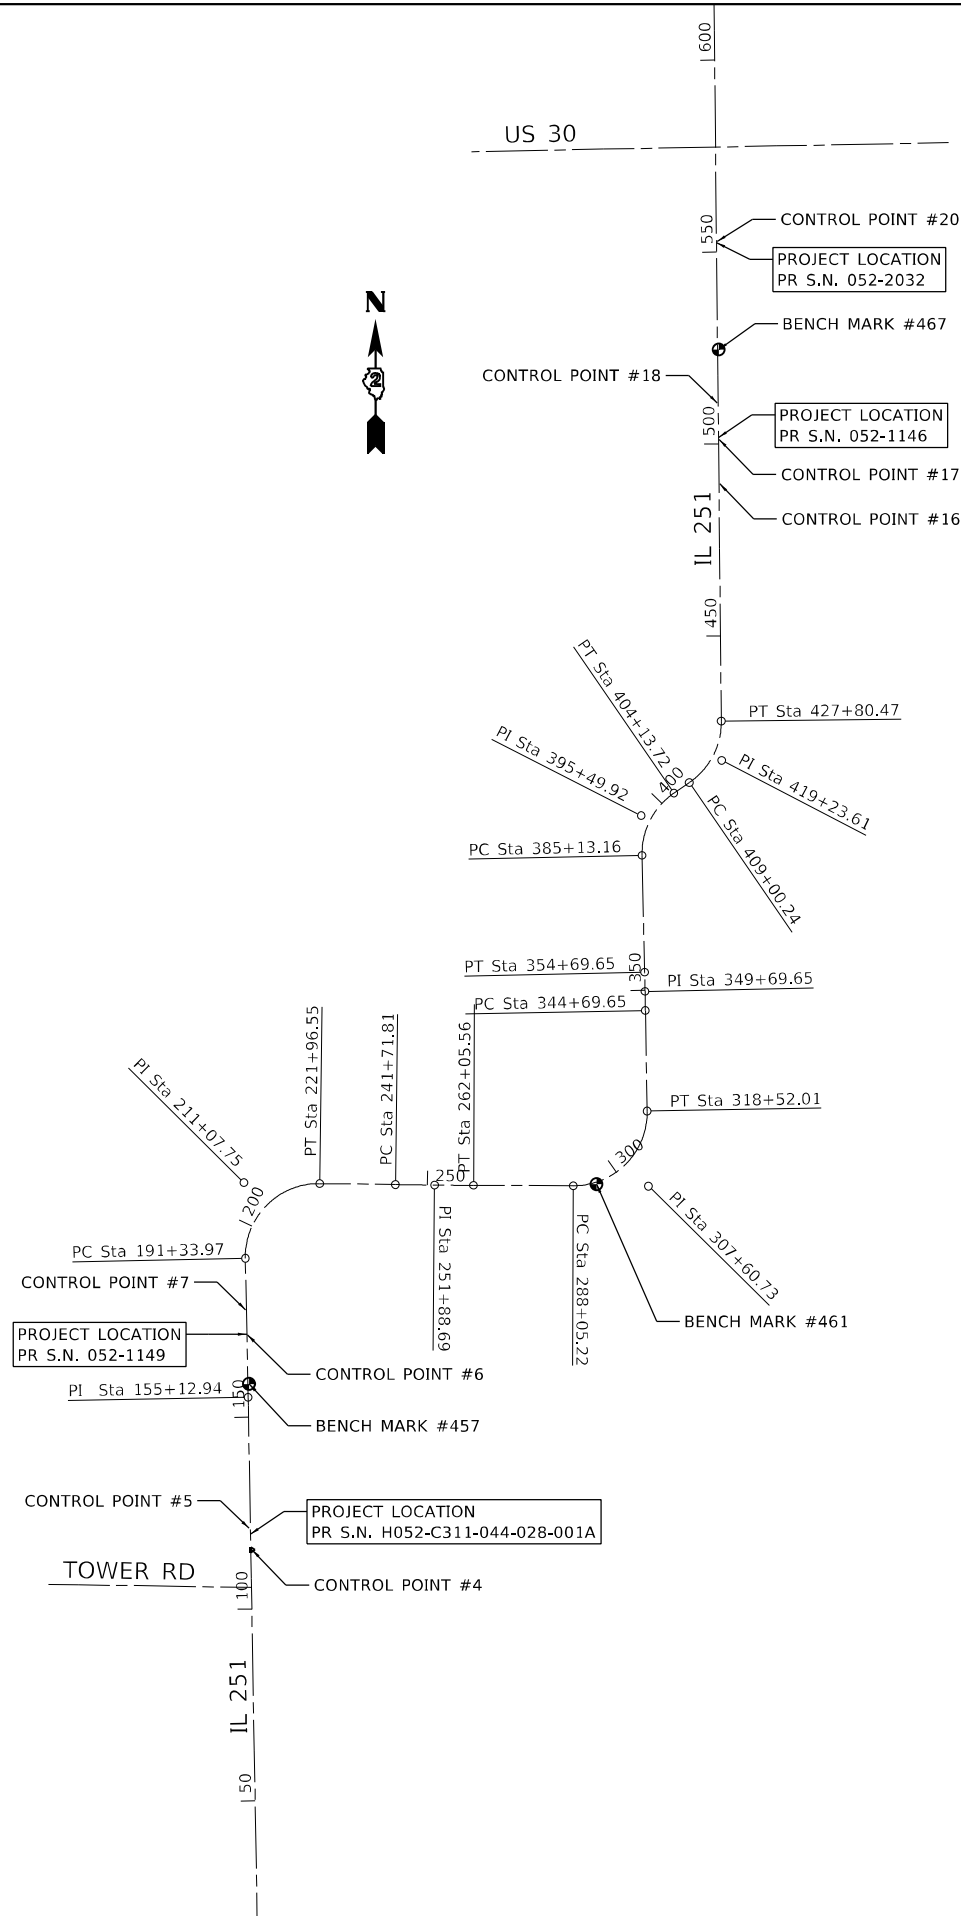 600
US 30
CONTROL POINT #20
550
PROJECT LOCATION
PR S.N. 052-2032
N
2
BENCH MARK #467
CONTROL POINT #18
PROJECT LOCATION
PR S.N. 052-1146
500
CONTROL POINT #17
IL 251
CONTROL POINT #16
450
PT Sta 404+13.72
PT Sta 427+80.47
PI Sta 395+49.92
400
PI Sta 419+23.61
PC Sta 409+00.24
PC Sta 385+13.16
PT Sta 354+69.65
350
PI Sta 349+69.65
PC Sta 344+69.65
PT Sta 221+96.55
PC Sta 241+71.81
PT Sta 262+05.56
PI Sta 211+07.75
PT Sta 318+52.01
300
250
200
PI Sta 307+60.73
PI Sta 251+88.69
PC Sta 288+05.22
PC Sta 191+33.97
CONTROL POINT #7
BENCH MARK #461
PROJECT LOCATION
PR S.N. 052-1149
CONTROL POINT #6
PI Sta 155+12.94
150
BENCH MARK #457
CONTROL POINT #5
PROJECT LOCATION
PR S.N. H052-C311-044-028-001A
TOWER RD
100
CONTROL POINT #4
IL 251
50